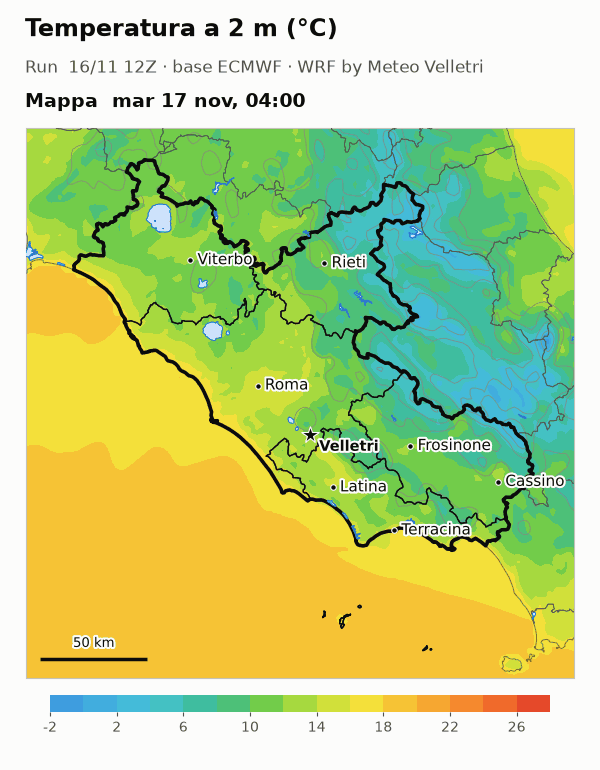 Temperatura a 2 m (°C)
Run  16/11 12Z · base ECMWF · WRF by Meteo Velletri
Mappa  mar 17 nov, 04:00
Viterbo
Rieti
Roma
Velletri
Frosinone
Cassino
Latina
Terracina
50 km
-2 2 6 10 14 18 22 26